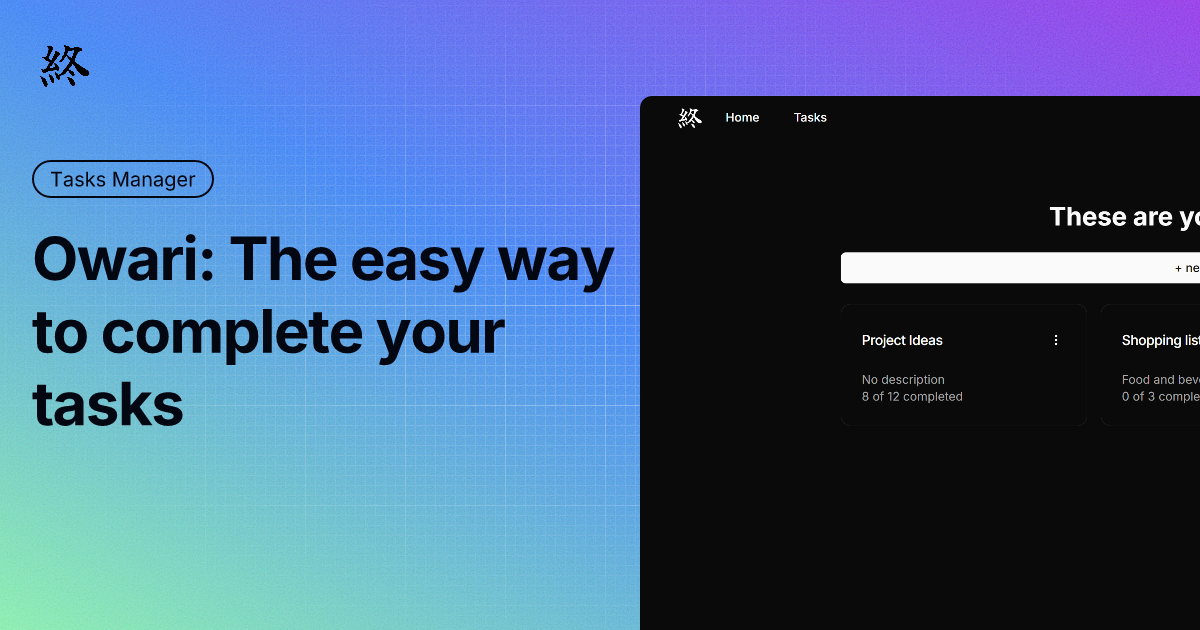 終
Tasks Manager
Owari: The easy way
to complete your
tasks
終 Home Tasks
These are yo
+ ne
Project Ideas
No description
8 of 12 completed
Shopping list
Food and beve
0 of 3 comple